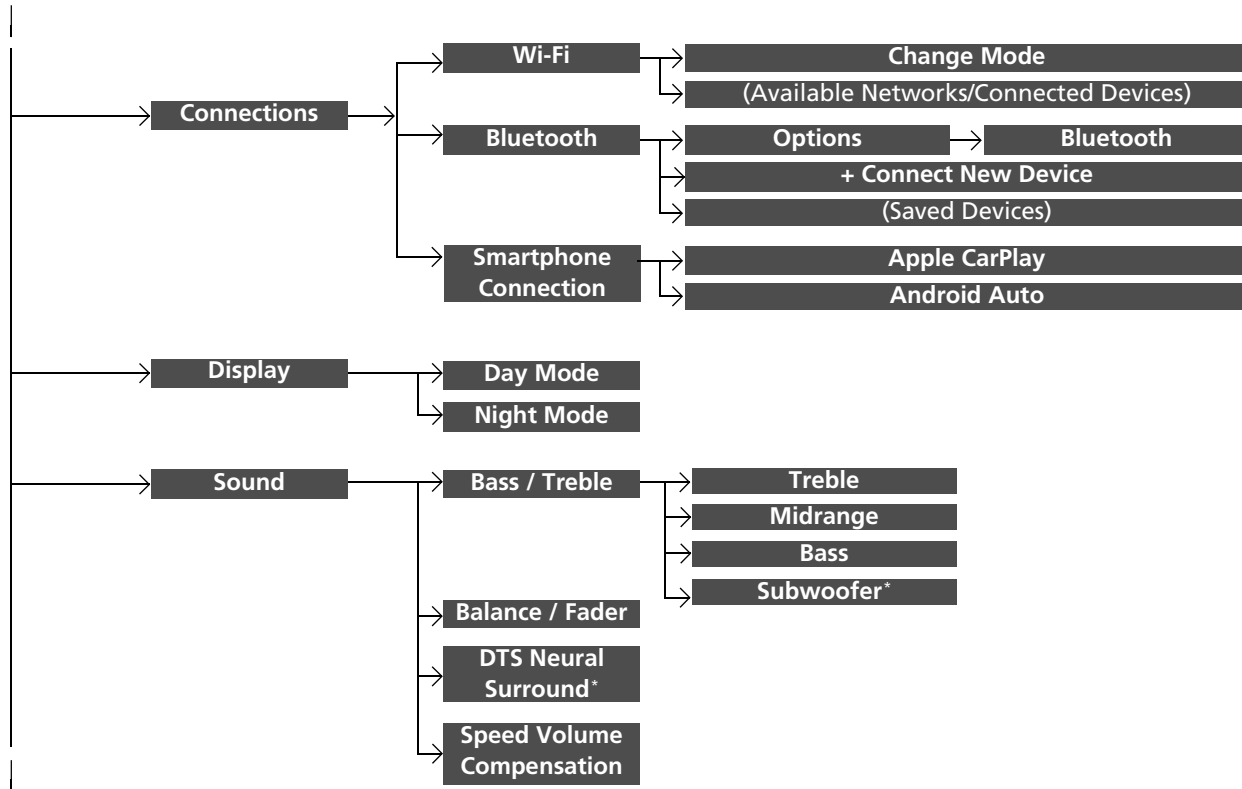 Connections
Wi-Fi
Change Mode
(Available Networks/Connected Devices)
Bluetooth
Options
Bluetooth
+ Connect New Device
(Saved Devices)
Smartphone
Connection
Apple CarPlay
Android Auto
Display
Day Mode
Night Mode
Sound
Bass / Treble
Treble
Midrange
Bass
Subwoofer*
Balance / Fader
DTS Neural
Surround*
Speed Volume
Compensation